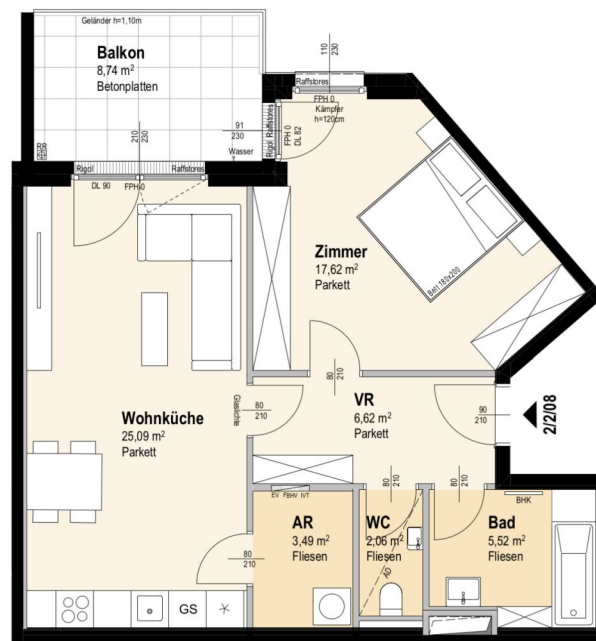 Geländer h=1,10m
Balkon
8,74 m²
Betonplatten
110
230
Raffstores
FPH 0
Kämpfer
h=120cm
91
230
Wasser
Rigol Raffstores
FPH 0
DL 82
210
230
Rigol
Raffstores
DL 90
FPH 0
Zimmer
17,62 m²
Parkett
Bett 180x200
80
210
Wohnküche
25,09 m²
Parkett
Glaslichte
80
210
VR
6,62 m²
Parkett
90
210
2/2/08
80
210
80
210
EV
FBHV
IVT
BHK
AR
3,49 m²
Fliesen
WC
2,06 m²
Fliesen
AD
Bad
5,52 m²
Fliesen
80
210
GS